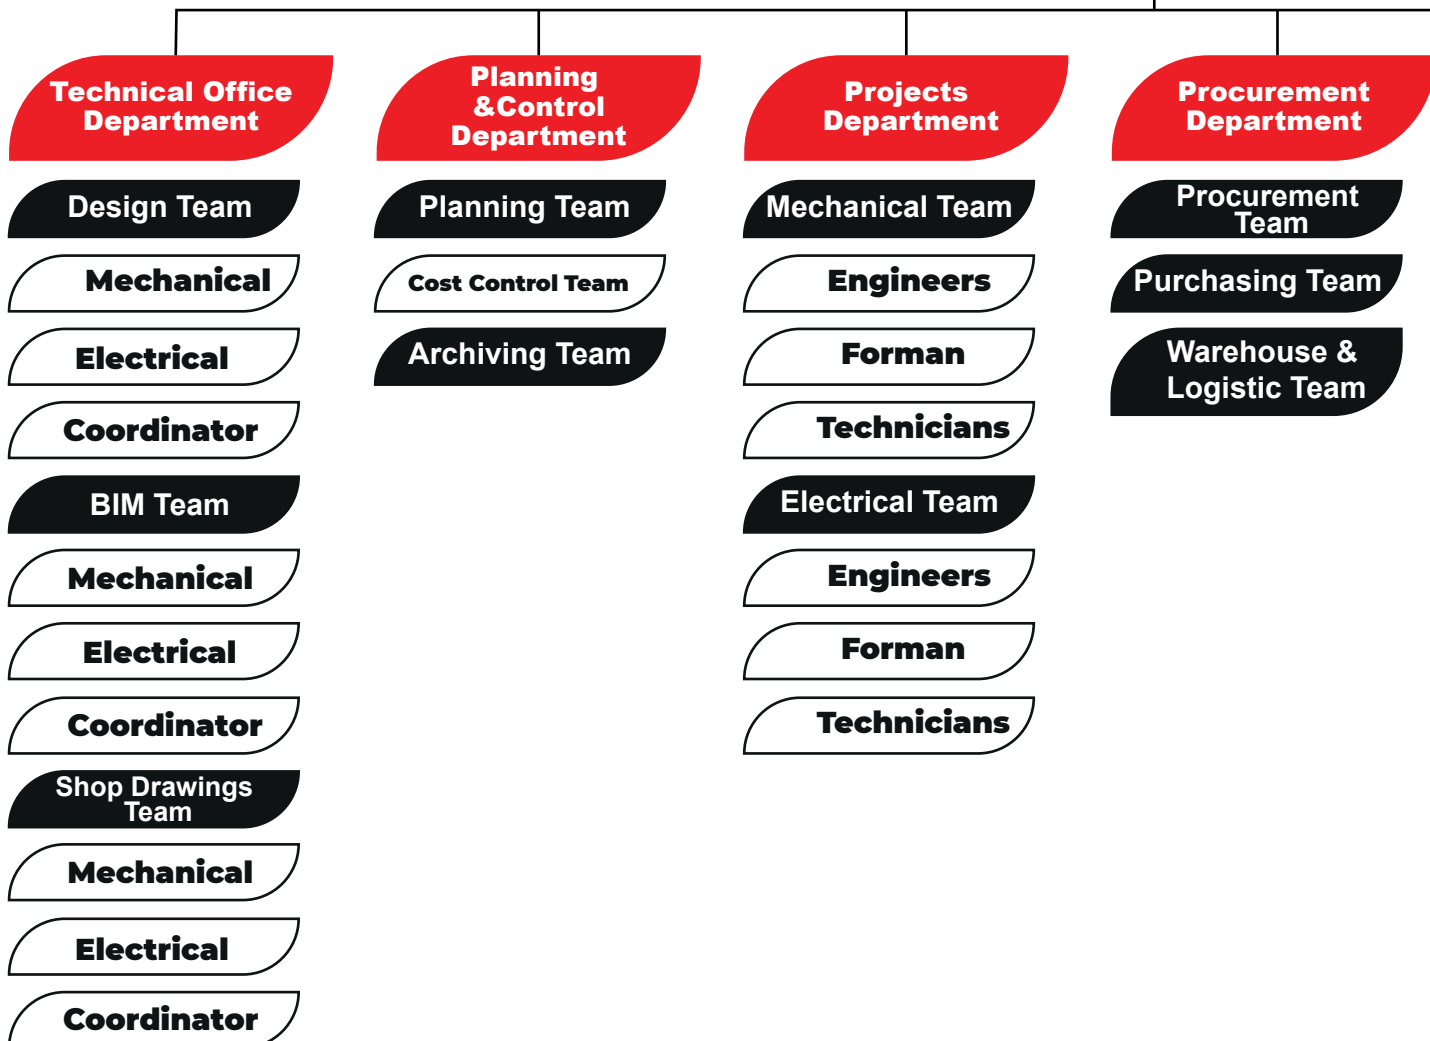 Technical Office
Department
Design Team
Mechanical
Electrical
Coordinator
BIM Team
Mechanical
Electrical
Coordinator
Shop Drawings
Team
Mechanical
Electrical
Coordinator
Planning
&Control
Department
Planning Team
Cost Control Team
Archiving Team
Projects
Department
Mechanical Team
Engineers
Forman
Technicians
Electrical Team
Engineers
Forman
Technicians
Procurement
Department
Procurement
Team
Purchasing Team
Warehouse &
Logistic Team